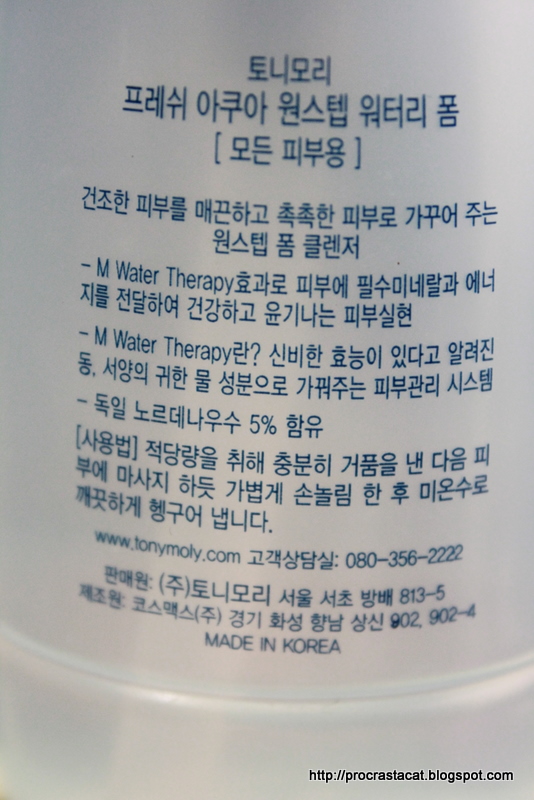 토니모리
프레쉬 아쿠아 원스텝 워터리 폼
[ 모든 피부용 ]
건조한 피부를 매끈하고 촉촉한 피부로 가꾸어 주는
원스텝 폼 클렌저
- M Water Therapy효과로 피부에 필수미네랄과 에너
지를 전달하여 건강하고 윤기나는 피부실현
- M Water Therapy란? 신비한 효능이 있다고 알려진
동, 서양의 귀한 물 성분으로 가꿔주는 피부관리 시스템
- 독일 노르데나우수 5% 함유
[사용법] 적당량을 취해 충분히 거품을 낸 다음 피
부에 마사지 하듯 가볍게 손놀림 한 후 미온수로
깨끗하게 헹구어 냅니다.
www.tonymoly.com 고객상담실: 080-356-2222
판매원: (주)토니모리 서울 서초 방배 813-5
제조원: 코스맥스(주) 경기 화성 향남 상신 902, 902-4
MADE IN KOREA
http://procrastacat.blogspot.com